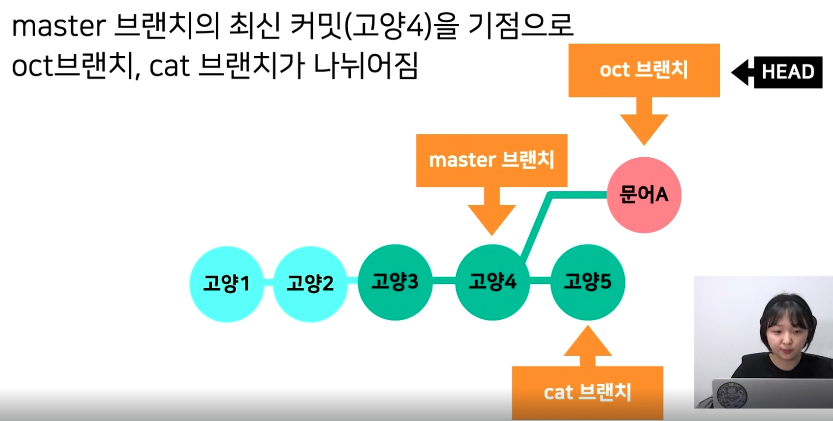 master 브랜치의 최신 커밋(고양4)을 기점으로
oct브랜치, cat 브랜치가 나뉘어짐
oct 브랜치
HEAD
master 브랜치
문어A
고양1
고양2
고양3
고양4
고양5
cat 브랜치